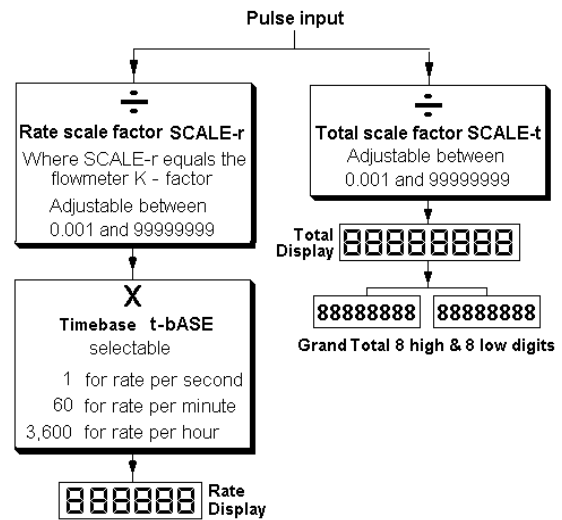 Pulse input
÷
Rate scale factor SCALE-r
Where SCALE-r equals the
flowmeter K - factor
Adjustable between
0.001 and 99999999
X
Timebase t-bASE
selectable
1 for rate per second
60 for rate per minute
3,600 for rate per hour
888888
Rate
Display
÷
Total scale factor SCALE-t
Adjustable between
0.001 and 99999999
Total
Display
88888888
88888888 88888888
Grand Total 8 high & 8 low digits